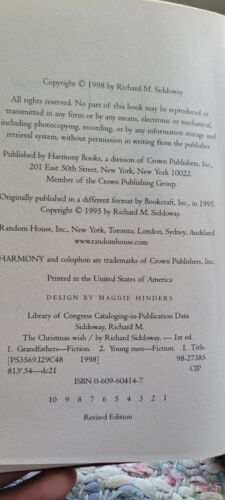 Copyright © 1998 by Richard M. Siddoway
All rights reserved. No part of this book may be reproduced or
transmitted in any form or by any means, electronic or mechanical,
including photocopying, recording, or by any information storage and
retrieval system, without permission in writing from the publisher.
Published by Harmony Books, a division of Crown Publishers, Inc.,
201 East 50th Street, New York, New York 10022.
Member of the Crown Publishing Group.
Originally published in a different format by Bookcraft, Inc., in 1995.
Copyright © 1995 by Richard M. Siddoway.
Random House, Inc., New York, Toronto, London, Sydney, Auckland
www.randomhouse.com
HARMONY and colophon are trademarks of Crown Publishers, Inc.
Printed in the United States of America
DESIGN BY MAGGIE HINDERS
Library of Congress Cataloging-in-Publication Data
Siddoway, Richard M.
The Christmas wish / by Richard Siddoway. — 1st ed.
1. Grandfathers—Fiction. 2. Young men—Fiction. I. Title.
[PS3569.I29C48 1998] 98-27385
813'.54—dc21 CIP
ISBN 0-609-60414-7
10 9 8 7 6 5 4 3 2 1
Revised Edition